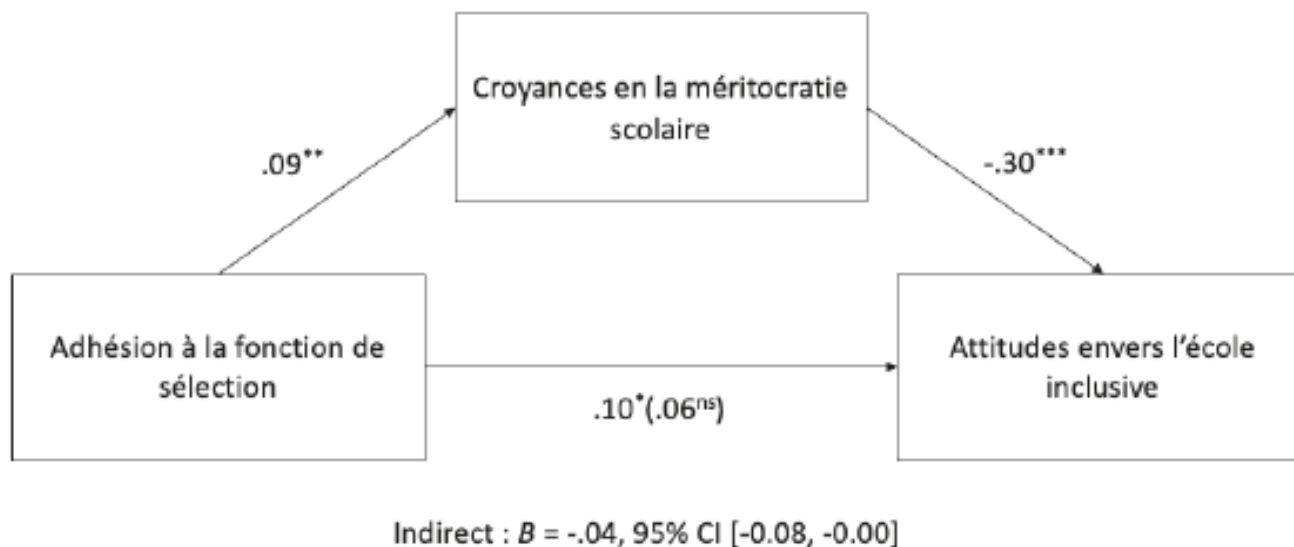 Croyances en la méritocratie
scolaire
.09**
-.30***
Adhésion à la fonction de
sélection
Attitudes envers l'école
inclusive
.10*(.06ns)
Indirect : B = -.04, 95% CI [-0.08, -0.00]